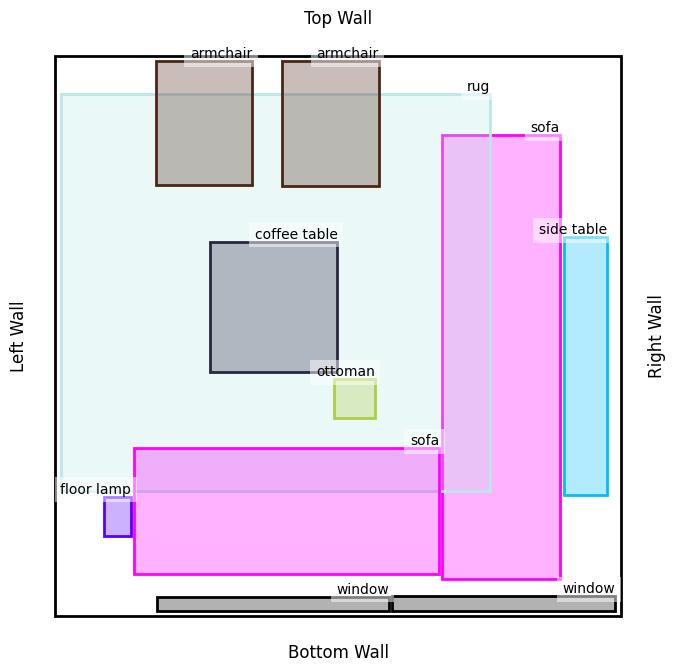 Top Wall
armchair
armchair
rug
sofa
side table
coffee table
Left Wall
Right Wall
ottoman
sofa
floor lamp
window
window
Bottom Wall